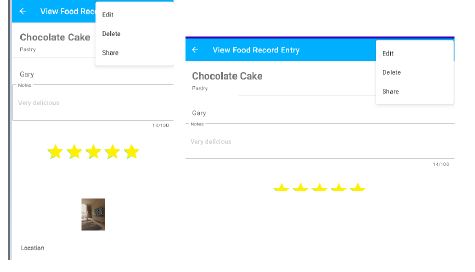 View Food Rec
Edit
Delete
Share
Chocolate Cake
Pastry
Gary
Notes
Very delicious
14/100
Location
View Food Record Entry
Edit
Delete
Share
Chocolate Cake
Pastry
Gary
Notes
Very delicious
14/100